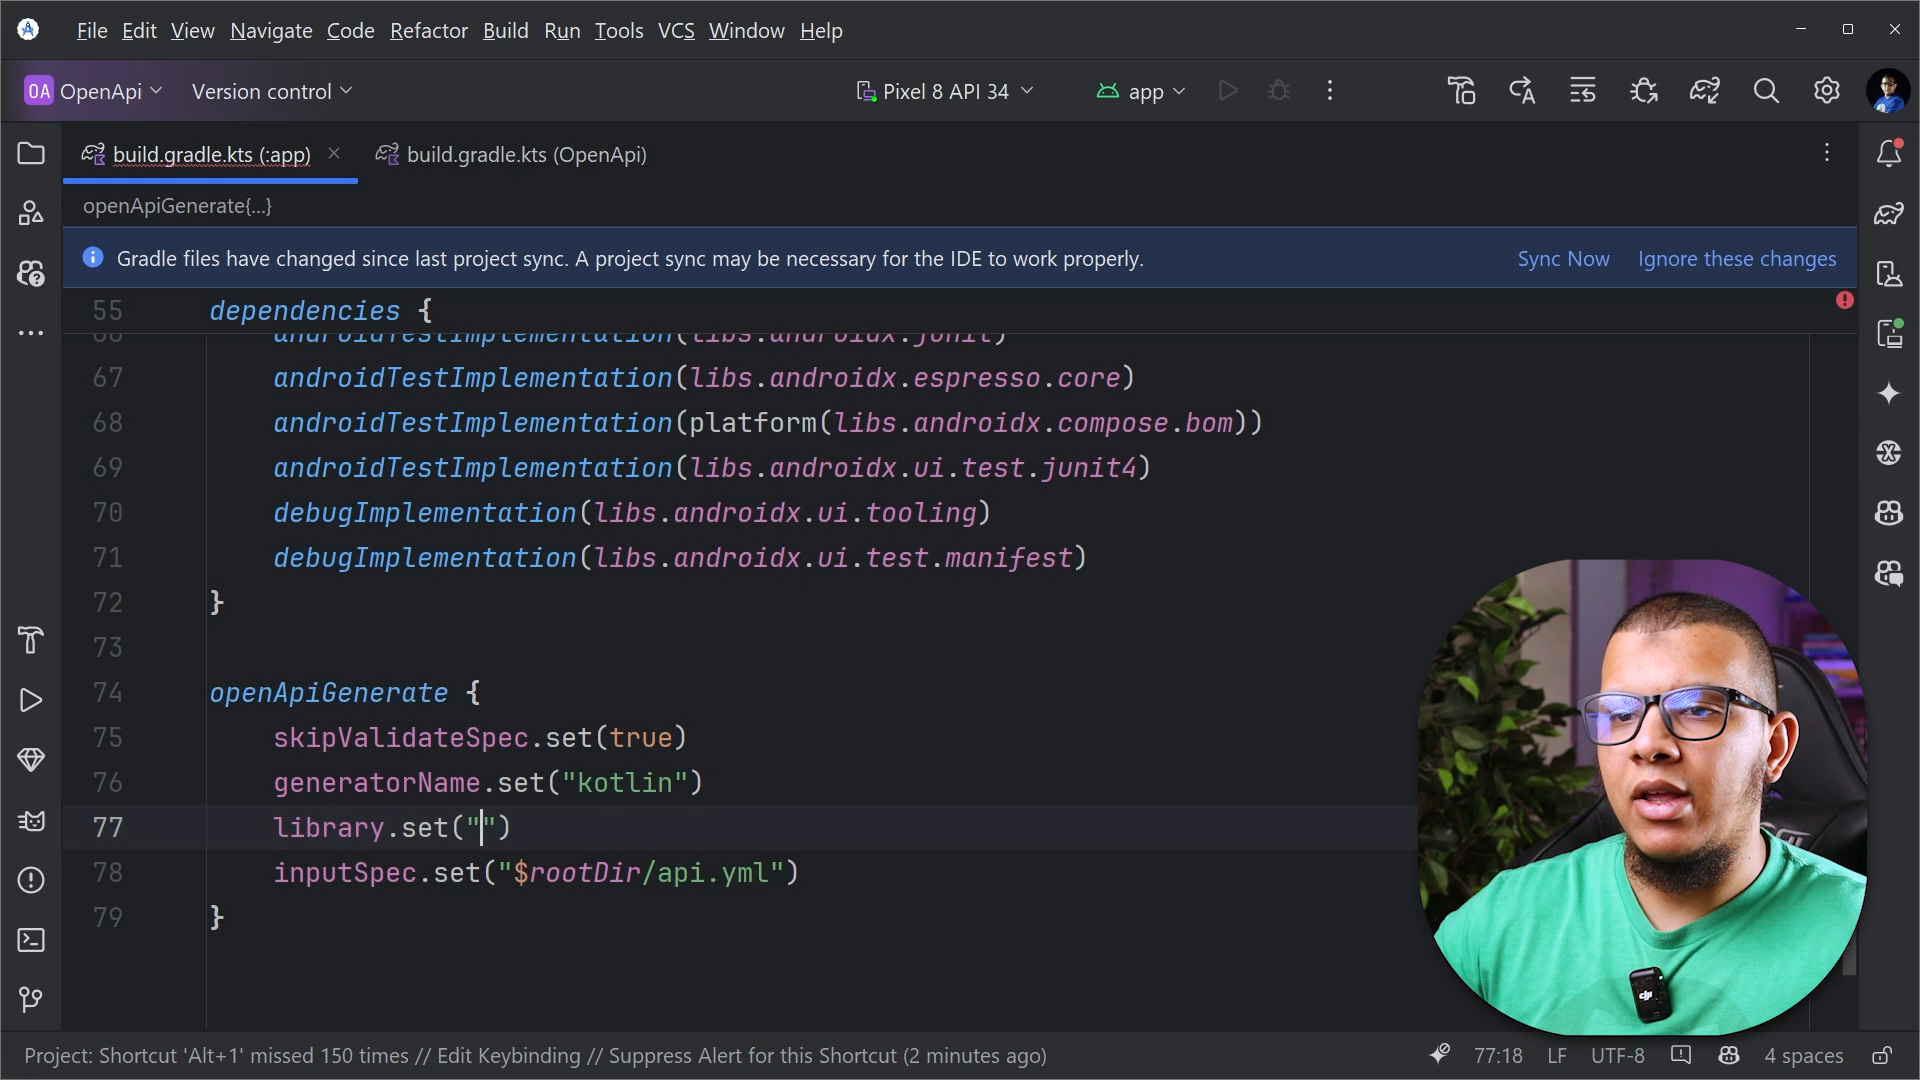 File Edit View Navigate Code Refactor Build Run Tools VCS Window Help
OA OpenApi Version control Pixel 8 API 34 app
build.gradle.kts (:app) build.gradle.kts (OpenApi)
openApiGenerate{...}
Gradle files have changed since last project sync. A project sync may be necessary for the IDE to work properly. Sync Now Ignore these changes
55 dependencies {
66 androidTestImplementation(libs.androidx.junit)
67 androidTestImplementation(libs.androidx.espresso.core)
68 androidTestImplementation(platform(libs.androidx.compose.bom))
69 androidTestImplementation(libs.androidx.ui.test.junit4)
70 debugImplementation(libs.androidx.ui.tooling)
71 debugImplementation(libs.androidx.ui.test.manifest)
72 }
73
74 openApiGenerate {
75 skipValidateSpec.set(true)
76 generatorName.set("kotlin")
77 library.set("")
78 inputSpec.set("$rootDir/api.yml")
79 }
dji
Project: Shortcut 'Alt+1' missed 150 times // Edit Keybinding // Suppress Alert for this Shortcut (2 minutes ago) 77:18 LF UTF-8 4 spaces